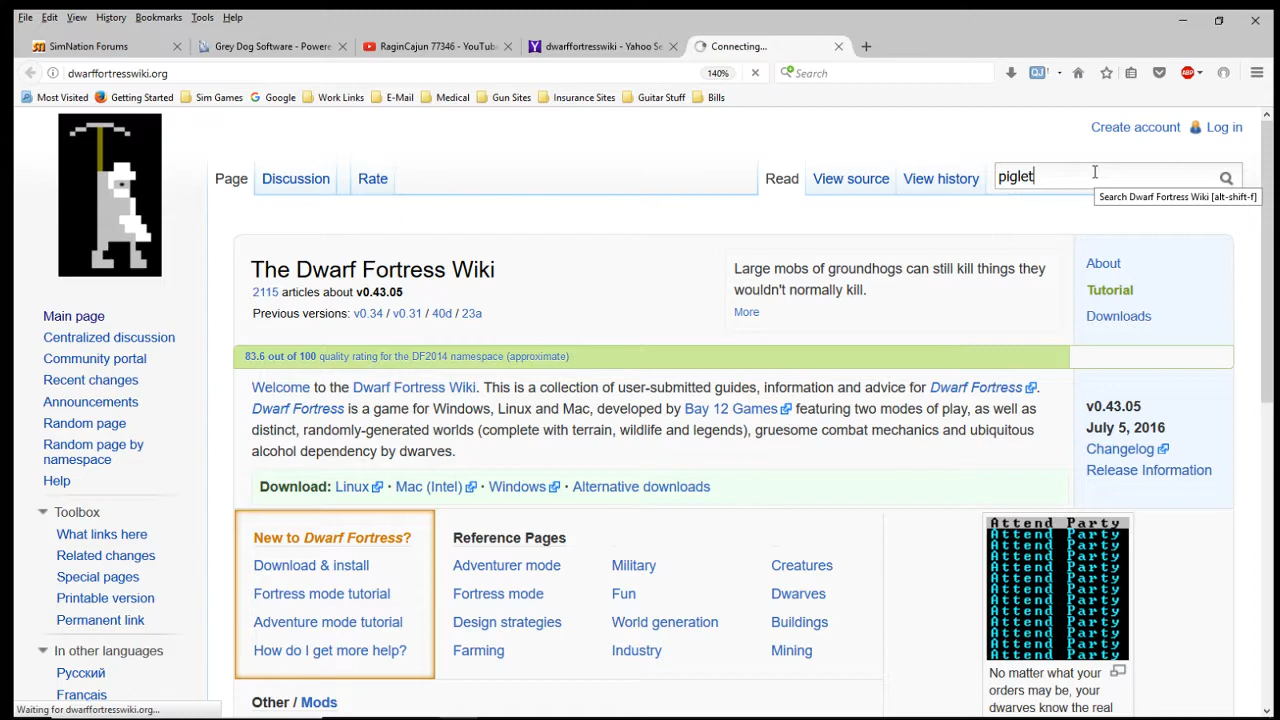 File Edit View History Bookmarks Tools Help
SimNation Forums
Grey Dog Software - Powere
RaginCajun 77346 - YouTub
dwarffortresswiki - Yahoo Se
Connecting...
dwarffortresswiki.org
140%
Search
Most Visited Getting Started Sim Games Google Work Links E-Mail Medical Gun Sites Insurance Sites Guitar Stuff Bills
Create account Log in
Page Discussion Rate Read View source View history
piglet
Search Dwarf Fortress Wiki [alt-shift-f]
The Dwarf Fortress Wiki
2115 articles about v0.43.05
Previous versions: v0.34 / v0.31 / 40d / 23a
Large mobs of groundhogs can still kill things they
wouldn't normally kill.
More
About
Tutorial
Downloads
83.6 out of 100 quality rating for the DF2014 namespace (approximate)
Welcome to the Dwarf Fortress Wiki. This is a collection of user-submitted guides, information and advice for Dwarf Fortress.
Dwarf Fortress is a game for Windows, Linux and Mac, developed by Bay 12 Games featuring two modes of play, as well as
distinct, randomly-generated worlds (complete with terrain, wildlife and legends), gruesome combat mechanics and ubiquitous
alcohol dependency by dwarves.
v0.43.05
July 5, 2016
Changelog
Release Information
Download: Linux · Mac (Intel) · Windows · Alternative downloads
Main page
Centralized discussion
Community portal
Recent changes
Announcements
Random page
Random page by
namespace
Help
Toolbox
What links here
Related changes
Special pages
Printable version
Permanent link
In other languages
Русский
Français
New to Dwarf Fortress?
Download & install
Fortress mode tutorial
Adventure mode tutorial
How do I get more help?
Reference Pages
Adventurer mode Military Creatures
Fortress mode Fun Dwarves
Design strategies World generation Buildings
Farming Industry Mining
Other / Mods
Attend Party
Attend Party
Attend Party
Attend Party
Attend Party
Attend Party
Attend Party
Attend Party
Attend Party
Attend Party
Attend Party
Attend Party
No matter what your
orders may be, your
dwarves know the real
Waiting for dwarffortresswiki.org...